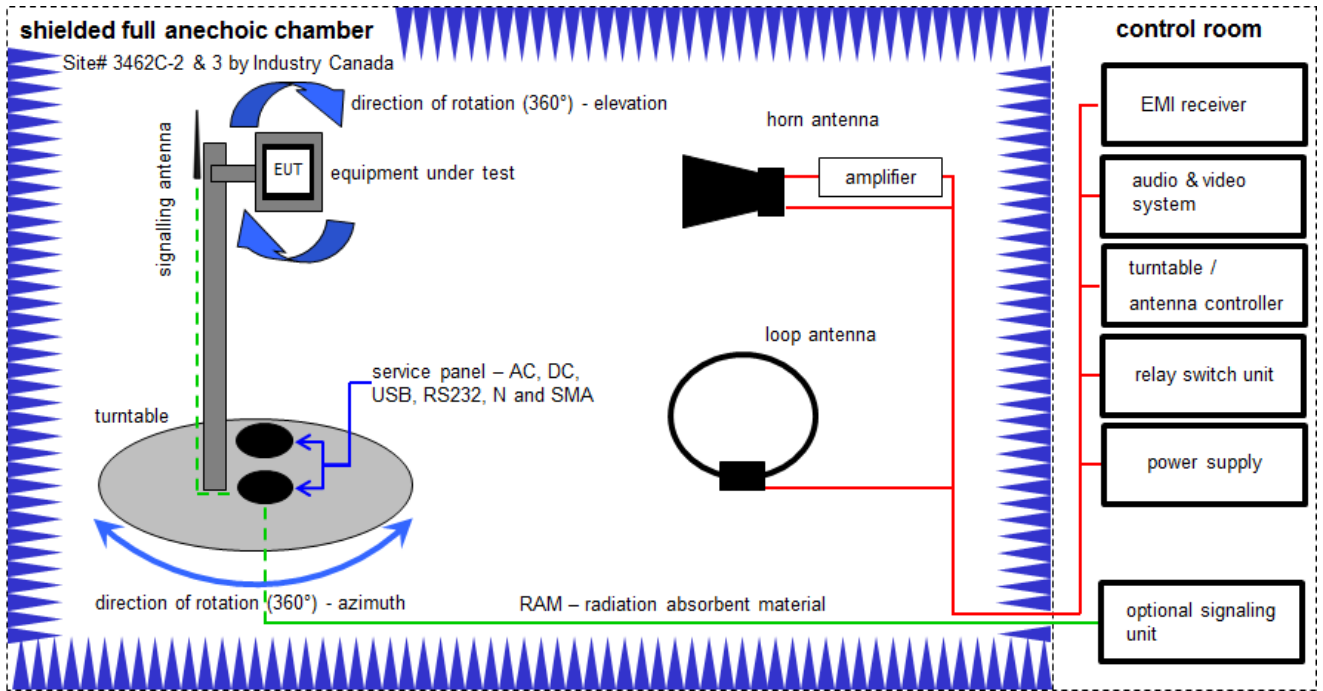 shielded full anechoic chamber
Site# 3462C-2 & 3 by Industry Canada
direction of rotation (360°) - elevation
signalling antenna
EUT
equipment under test
horn antenna
amplifier
loop antenna
service panel – AC, DC,
USB, RS232, N and SMA
turntable
direction of rotation (360°) - azimuth
RAM – radiation absorbent material
control room
EMI receiver
audio & video
system
turntable /
antenna controller
relay switch unit
power supply
optional signaling
unit